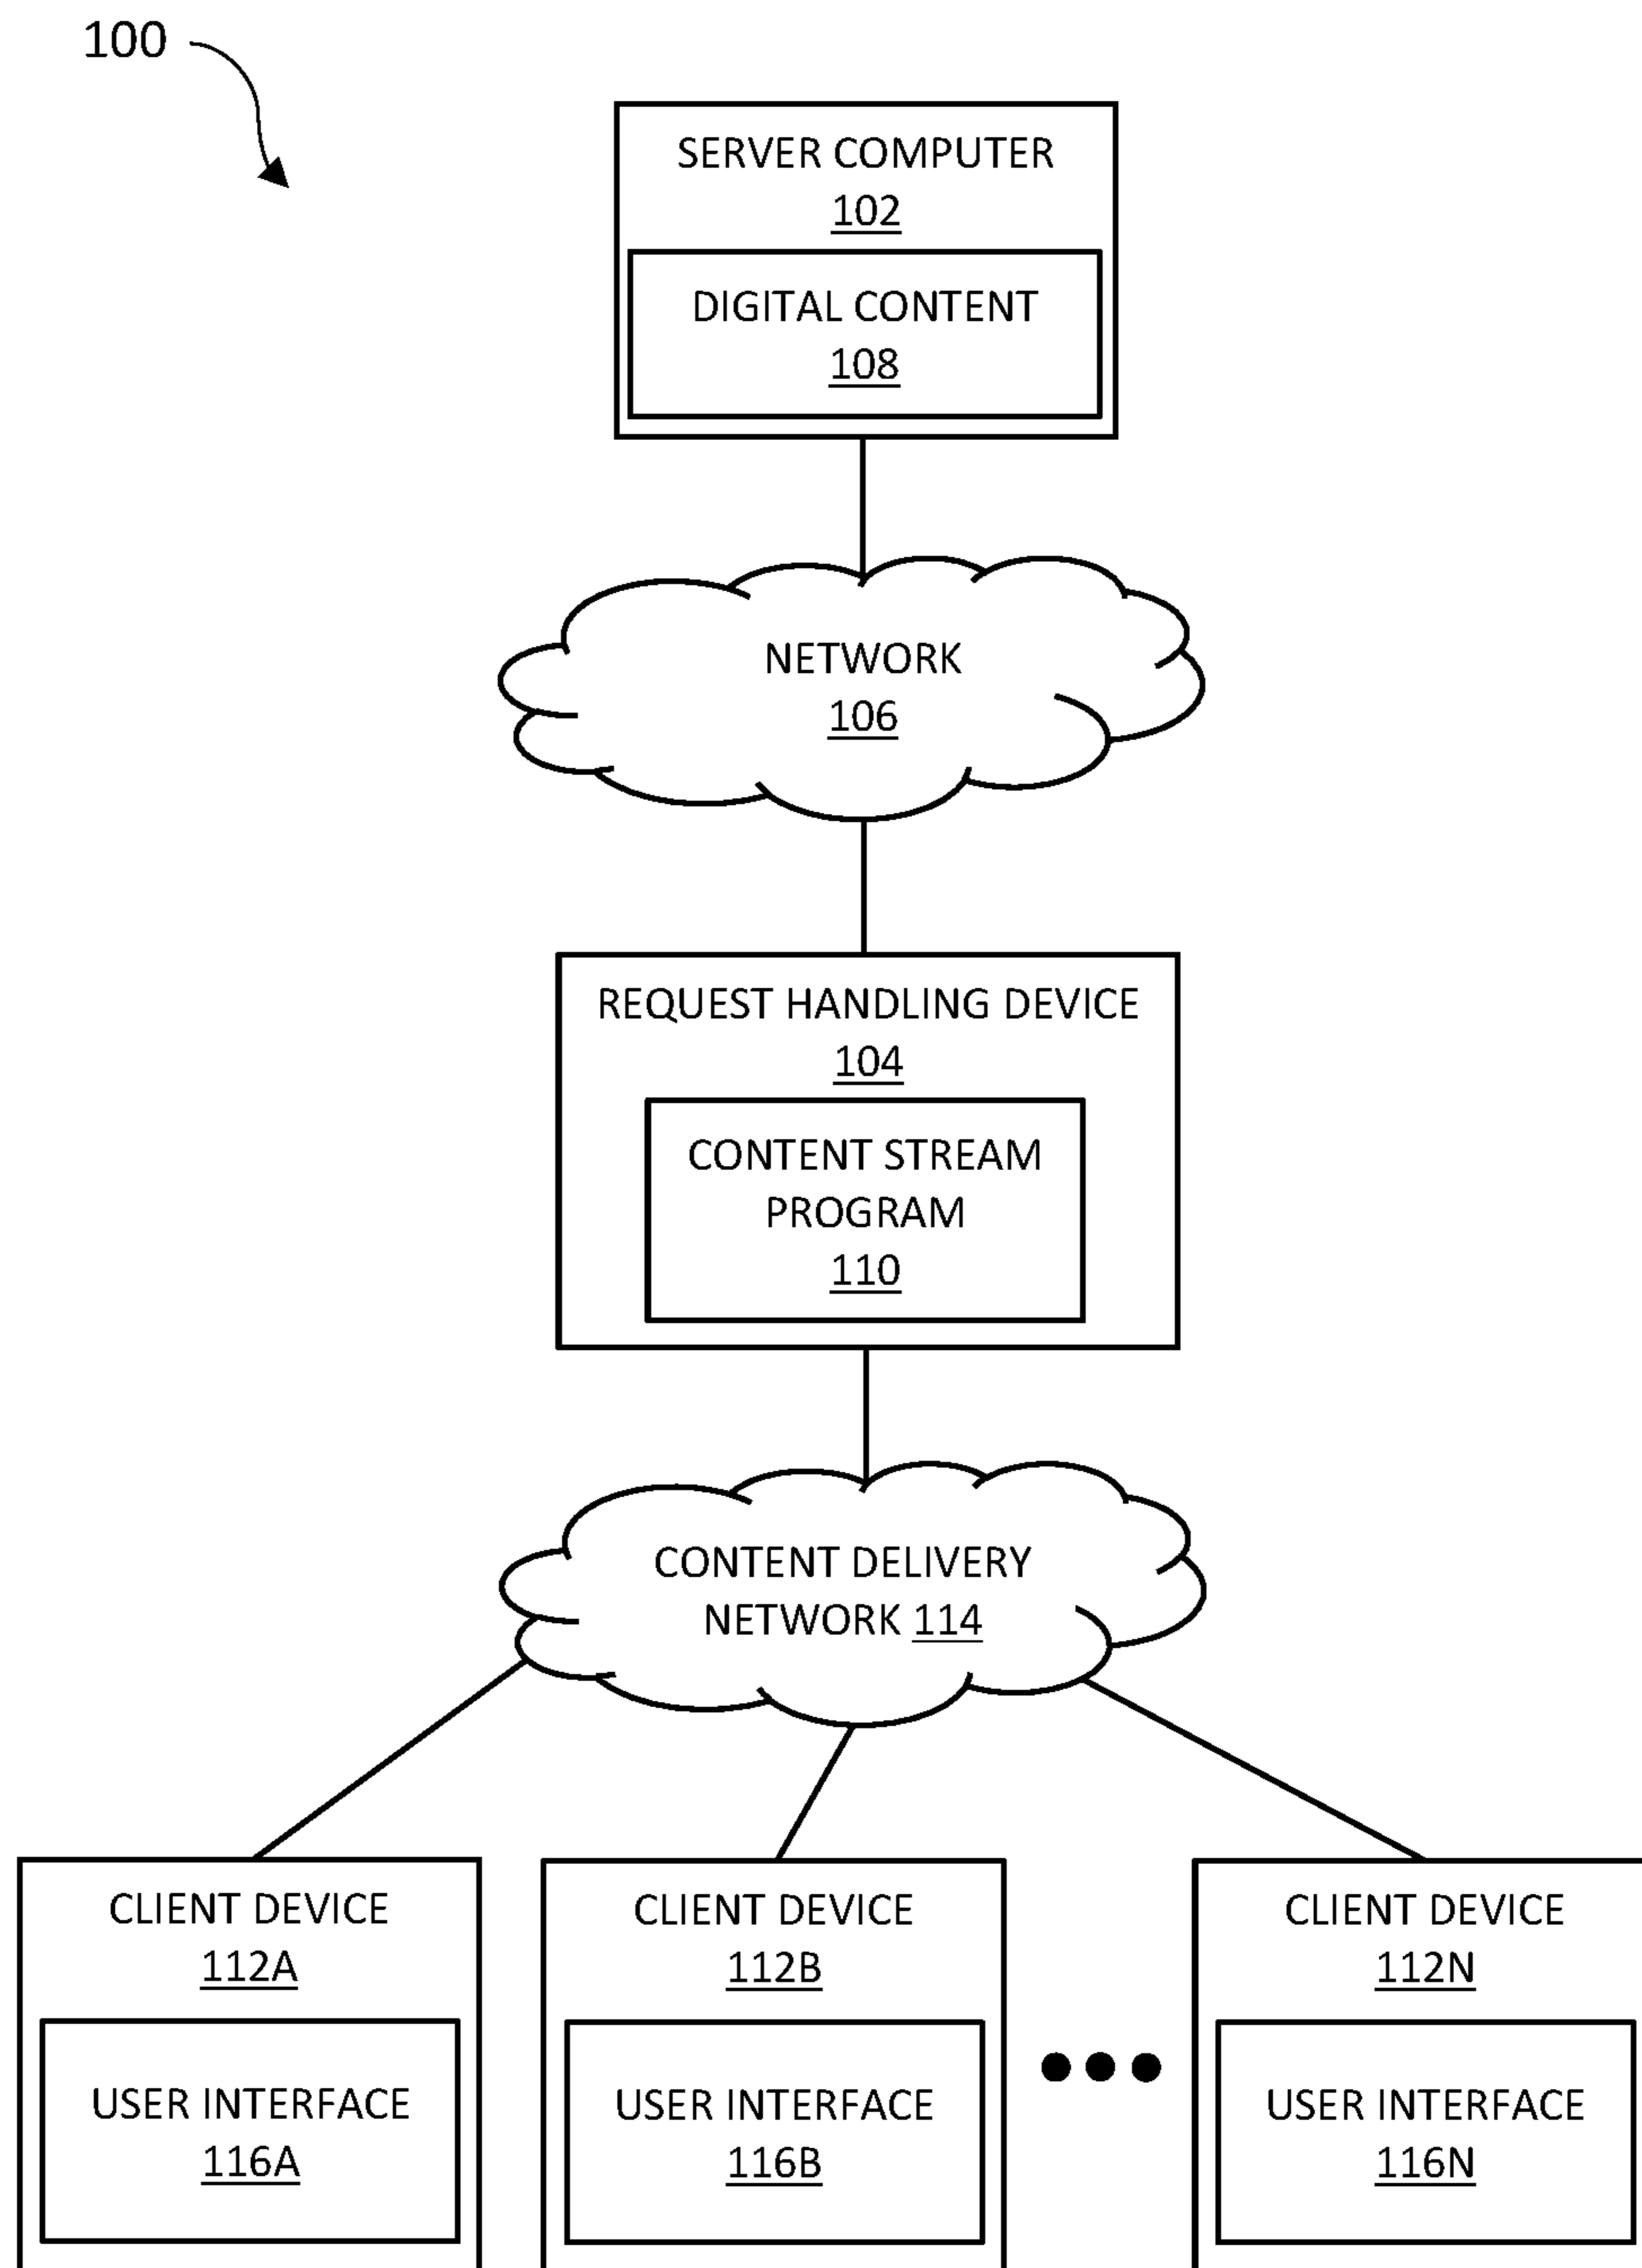 100
SERVER COMPUTER
102
DIGITAL CONTENT
108
NETWORK
106
REQUEST HANDLING DEVICE
104
CONTENT STREAM
PROGRAM
110
CONTENT DELIVERY
NETWORK 114
CLIENT DEVICE
112A
USER INTERFACE
116A
CLIENT DEVICE
112B
USER INTERFACE
116B
CLIENT DEVICE
112N
USER INTERFACE
116N